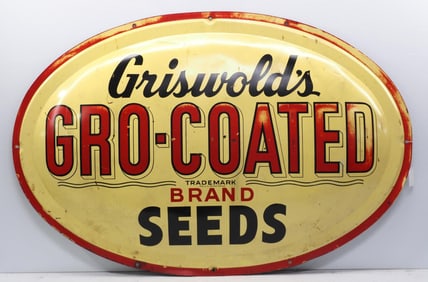 Griswold's
GRO-COATED
TRADEMARK
BRAND
SEEDS